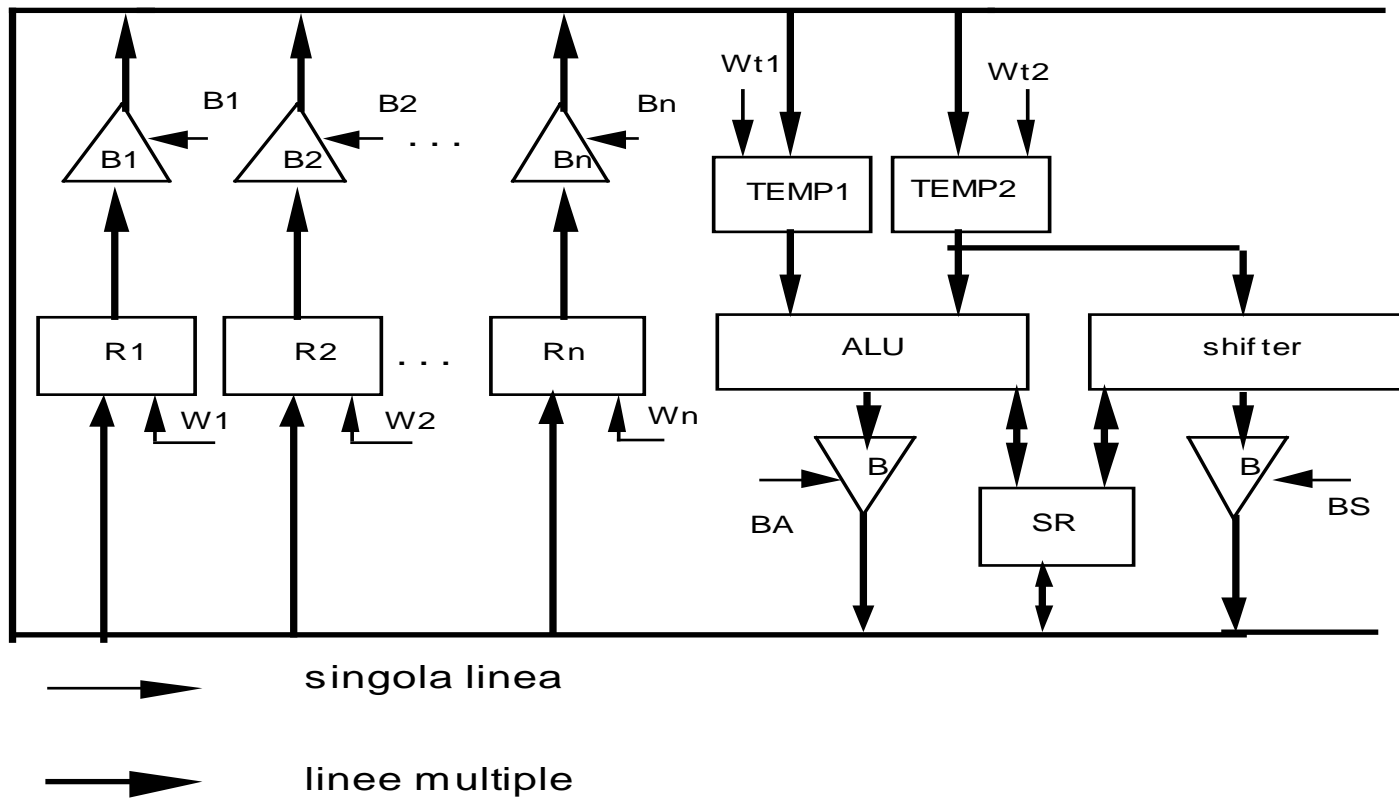 Wt1 Wt2
B1 B2 Bn
B1 B2 . . . Bn
TEMP1 TEMP2
R1 R2 . . . Rn ALU shifter
W1 W2 Wn
B B
BA SR BS
singola linea
linee multiple